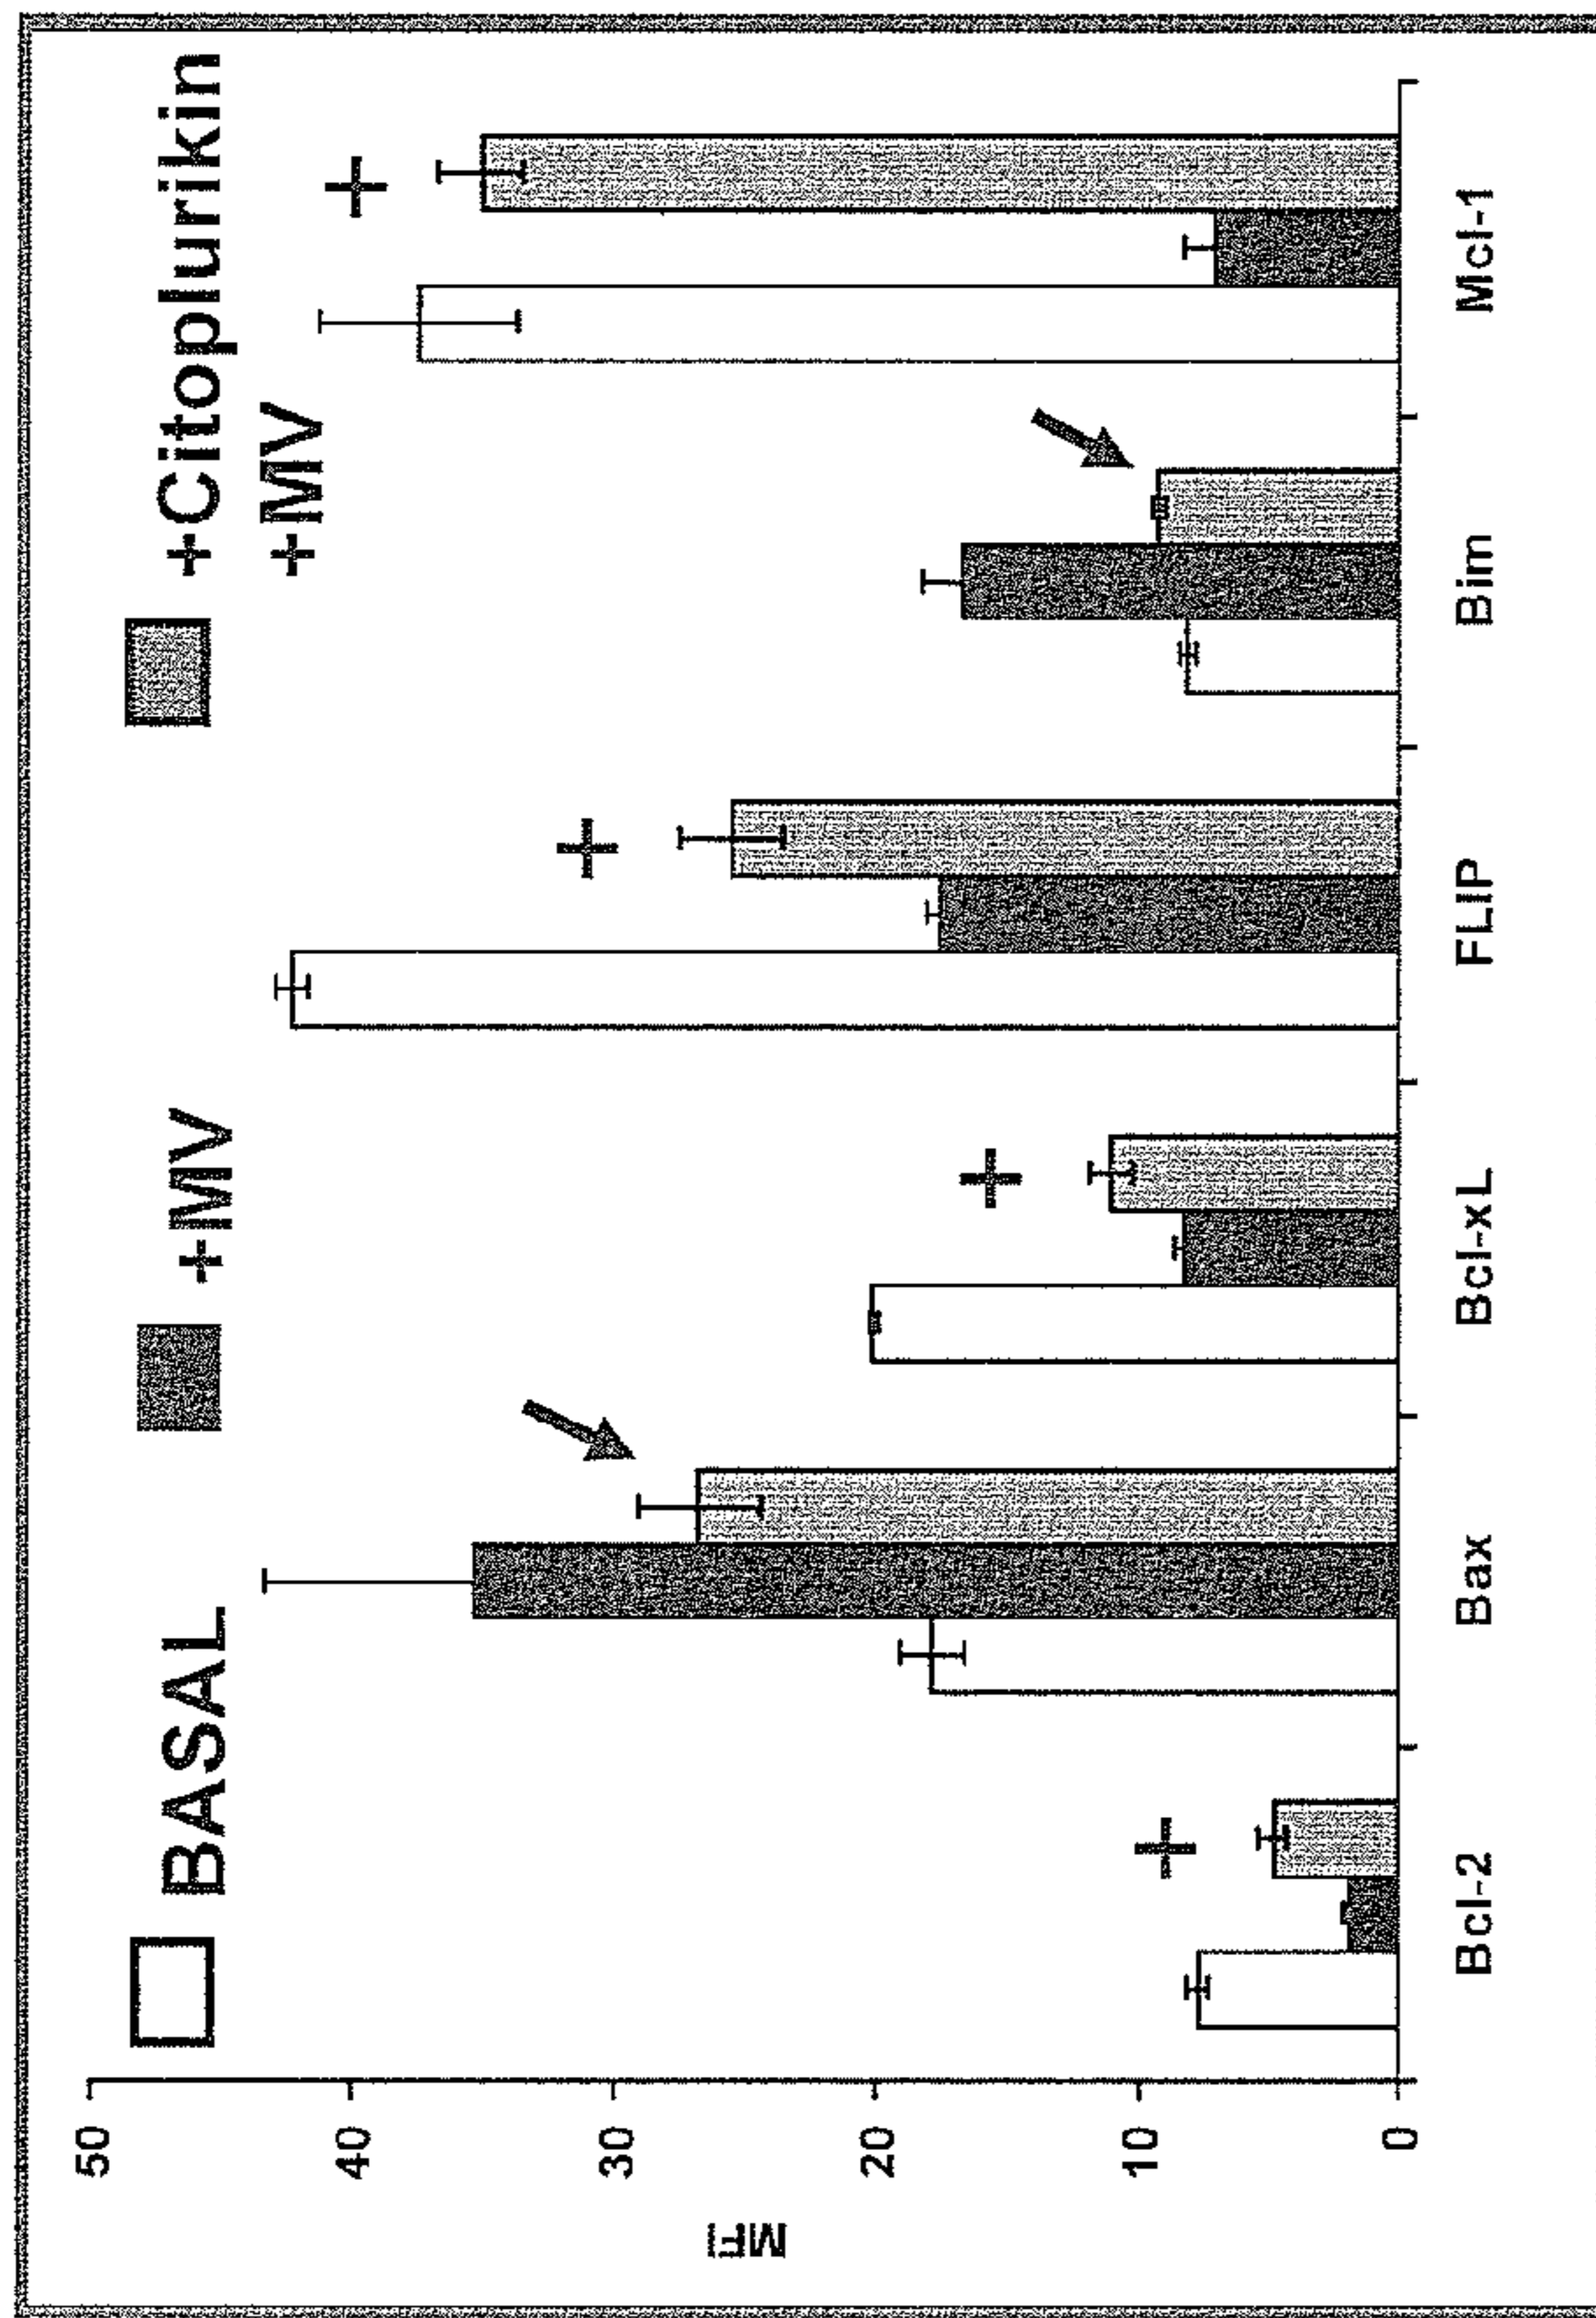 BASAL
+MV
+Citoplurikin
+MV
MFI
50
40
30
20
10
0
+
+
+
+
Bcl-2
Bax
Bcl-xL
FLIP
Bim
Mcl-1